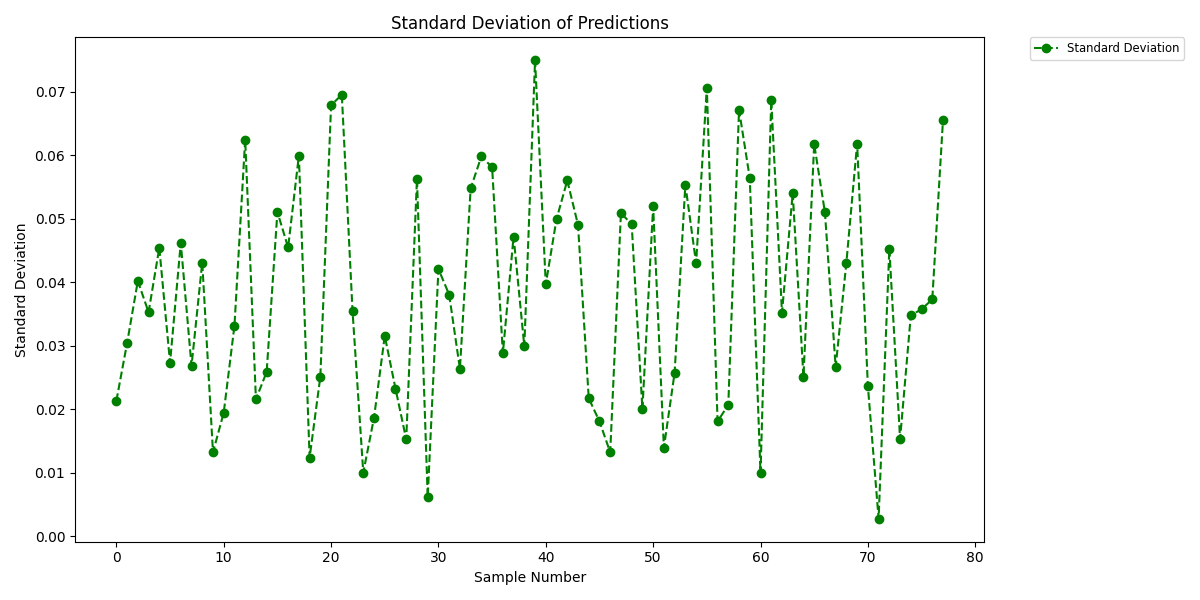 Standard Deviation of Predictions
Standard Deviation
0.07
0.06
0.05
0.04
0.03
0.02
0.01
0.00
Standard Deviation
0 10 20 30 40 50 60 70 80
Sample Number